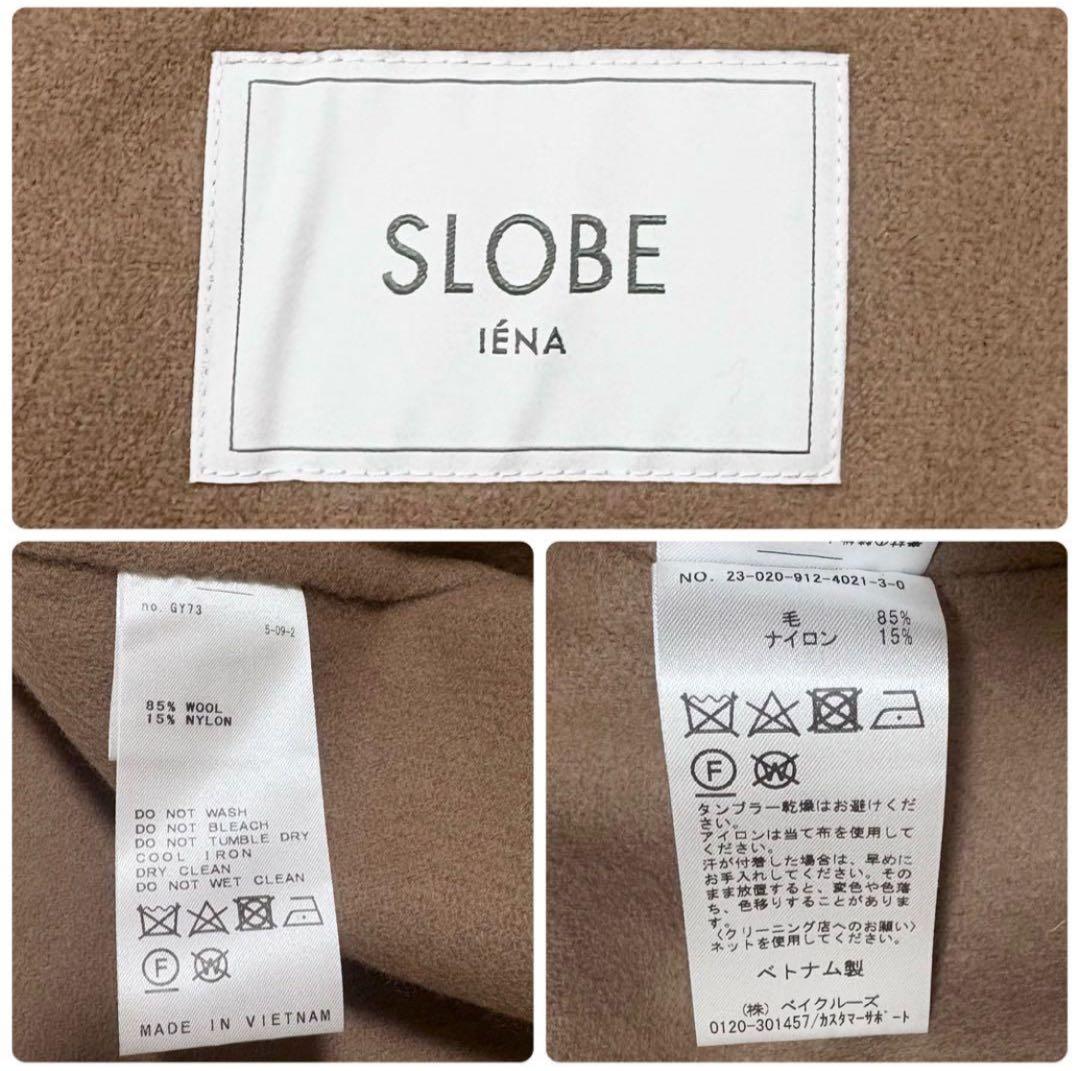 SLOBE
IÉNA
no. GY73
5-09-2
85% WOOL
15% NYLON
DO NOT WASH
DO NOT BLEACH
DO NOT TUMBLE DRY
COOL IRON
DRY CLEAN
DO NOT WET CLEAN
F W
MADE IN VIETNAM
NO. 23-020-912-4021-3-0
毛 85%
ナイロン 15%
F W
タンブラー乾燥はお避けくだ
さい。
アイロンは当て布を使用して
ください。
汗が付着した場合は、早めに
お手入れしてください。その
まま放置すると、変色や色落
ち、色移りすることがありま
す。
〈クリーニング店へのお願い〉
ネットを使用してください。
ベトナム製
(株) ベイクルーズ
0120-301457/カスタマーサポート